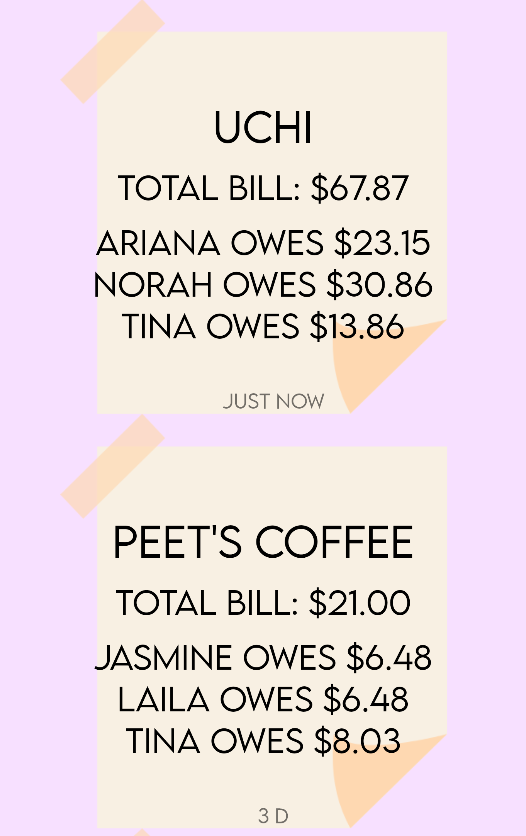 UCHI
TOTAL BILL: $67.87
ARIANA OWES $23.15
NORAH OWES $30.86
TINA OWES $13.86
JUST NOW
PEET'S COFFEE
TOTAL BILL: $21.00
JASMINE OWES $6.48
LAILA OWES $6.48
TINA OWES $8.03
3 D